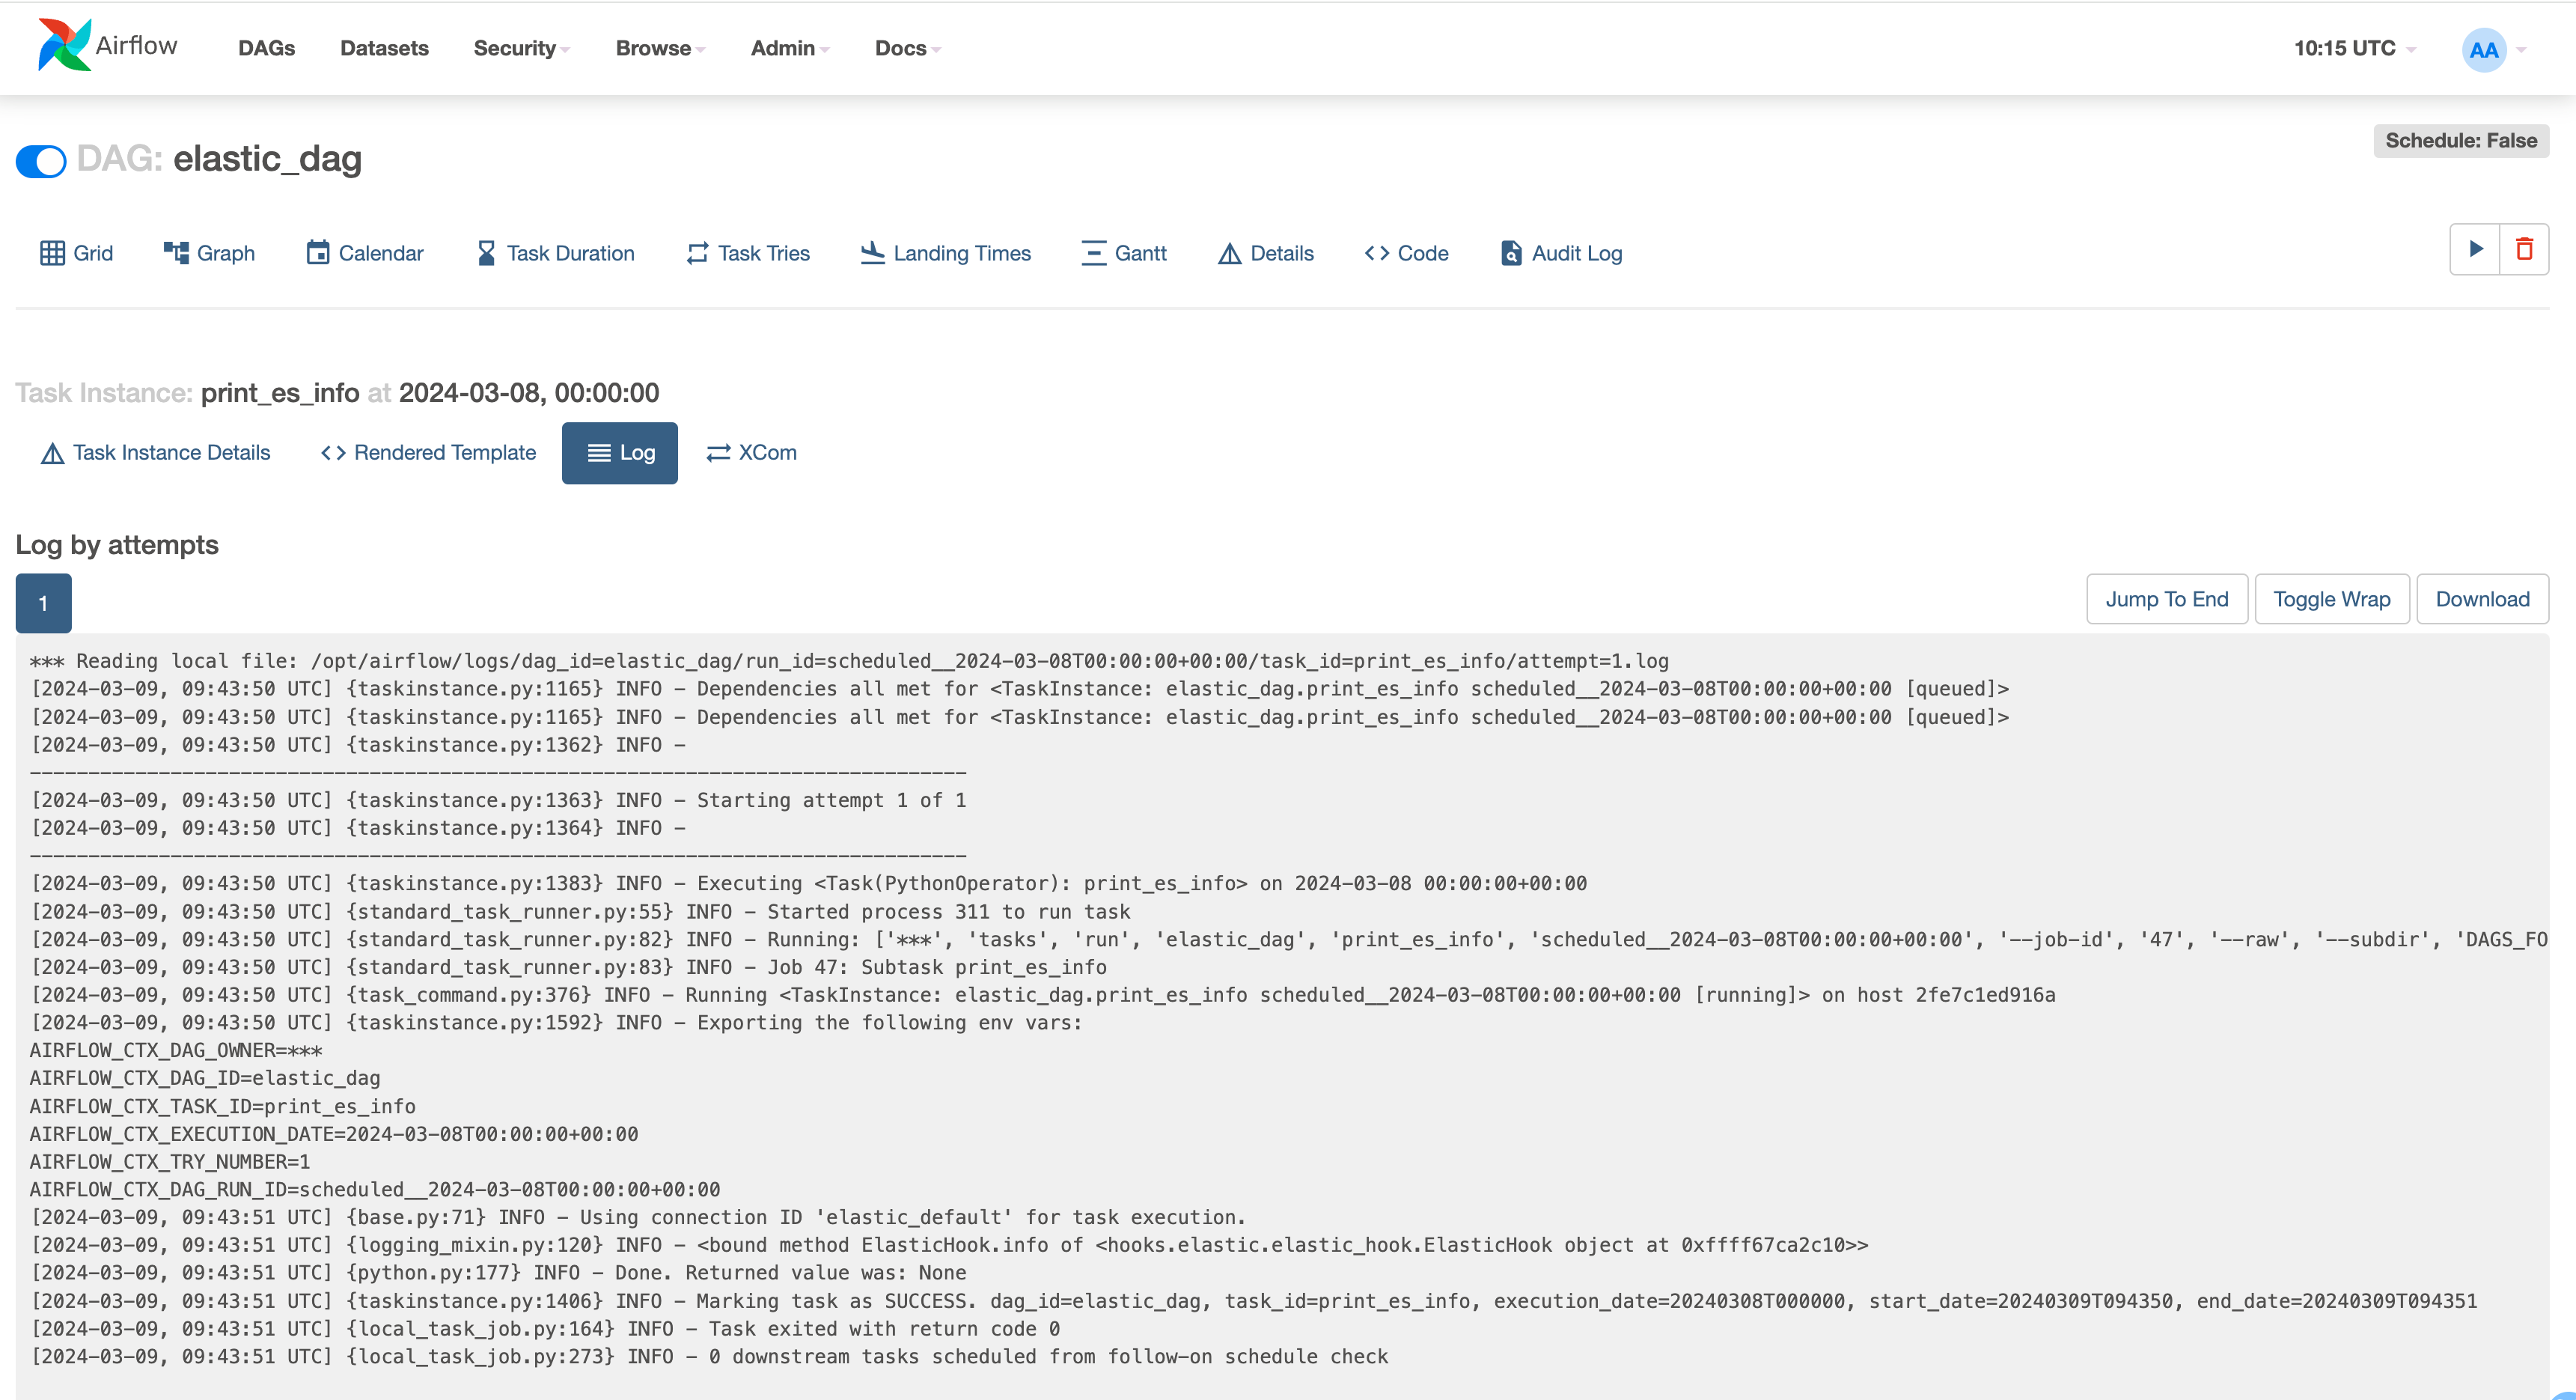 Airflow DAGs Datasets Security Browse Admin Docs 10:15 UTC AA
DAG: elastic_dag
Schedule: False
Grid Graph Calendar Task Duration Task Tries Landing Times Gantt Details Code Audit Log
Task Instance: print_es_info at 2024-03-08, 00:00:00
Task Instance Details Rendered Template Log XCom
Log by attempts
1 Jump To End Toggle Wrap Download
*** Reading local file: /opt/airflow/logs/dag_id=elastic_dag/run_id=scheduled__2024-03-08T00:00:00+00:00/task_id=print_es_info/attempt=1.log
[2024-03-09, 09:43:50 UTC] {taskinstance.py:1165} INFO - Dependencies all met for <TaskInstance: elastic_dag.print_es_info scheduled__2024-03-08T00:00:00+00:00 [queued]>
[2024-03-09, 09:43:50 UTC] {taskinstance.py:1165} INFO - Dependencies all met for <TaskInstance: elastic_dag.print_es_info scheduled__2024-03-08T00:00:00+00:00 [queued]>
[2024-03-09, 09:43:50 UTC] {taskinstance.py:1362} INFO -
--------------------------------------------------------------------------------
[2024-03-09, 09:43:50 UTC] {taskinstance.py:1363} INFO - Starting attempt 1 of 1
[2024-03-09, 09:43:50 UTC] {taskinstance.py:1364} INFO -
--------------------------------------------------------------------------------
[2024-03-09, 09:43:50 UTC] {taskinstance.py:1383} INFO - Executing <Task(PythonOperator): print_es_info> on 2024-03-08 00:00:00+00:00
[2024-03-09, 09:43:50 UTC] {standard_task_runner.py:55} INFO - Started process 311 to run task
[2024-03-09, 09:43:50 UTC] {standard_task_runner.py:82} INFO - Running: ['***', 'tasks', 'run', 'elastic_dag', 'print_es_info', 'scheduled__2024-03-08T00:00:00+00:00', '--job-id', '47', '--raw', '--subdir', 'DAGS_FO
[2024-03-09, 09:43:50 UTC] {standard_task_runner.py:83} INFO - Job 47: Subtask print_es_info
[2024-03-09, 09:43:50 UTC] {task_command.py:376} INFO - Running <TaskInstance: elastic_dag.print_es_info scheduled__2024-03-08T00:00:00+00:00 [running]> on host 2fe7c1ed916a
[2024-03-09, 09:43:50 UTC] {taskinstance.py:1592} INFO - Exporting the following env vars:
AIRFLOW_CTX_DAG_OWNER=***
AIRFLOW_CTX_DAG_ID=elastic_dag
AIRFLOW_CTX_TASK_ID=print_es_info
AIRFLOW_CTX_EXECUTION_DATE=2024-03-08T00:00:00+00:00
AIRFLOW_CTX_TRY_NUMBER=1
AIRFLOW_CTX_DAG_RUN_ID=scheduled__2024-03-08T00:00:00+00:00
[2024-03-09, 09:43:51 UTC] {base.py:71} INFO - Using connection ID 'elastic_default' for task execution.
[2024-03-09, 09:43:51 UTC] {logging_mixin.py:120} INFO - <bound method ElasticHook.info of <hooks.elastic.elastic_hook.ElasticHook object at 0xffff67ca2c10>>
[2024-03-09, 09:43:51 UTC] {python.py:177} INFO - Done. Returned value was: None
[2024-03-09, 09:43:51 UTC] {taskinstance.py:1406} INFO - Marking task as SUCCESS. dag_id=elastic_dag, task_id=print_es_info, execution_date=20240308T000000, start_date=20240309T094350, end_date=20240309T094351
[2024-03-09, 09:43:51 UTC] {local_task_job.py:164} INFO - Task exited with return code 0
[2024-03-09, 09:43:51 UTC] {local_task_job.py:273} INFO - 0 downstream tasks scheduled from follow-on schedule check